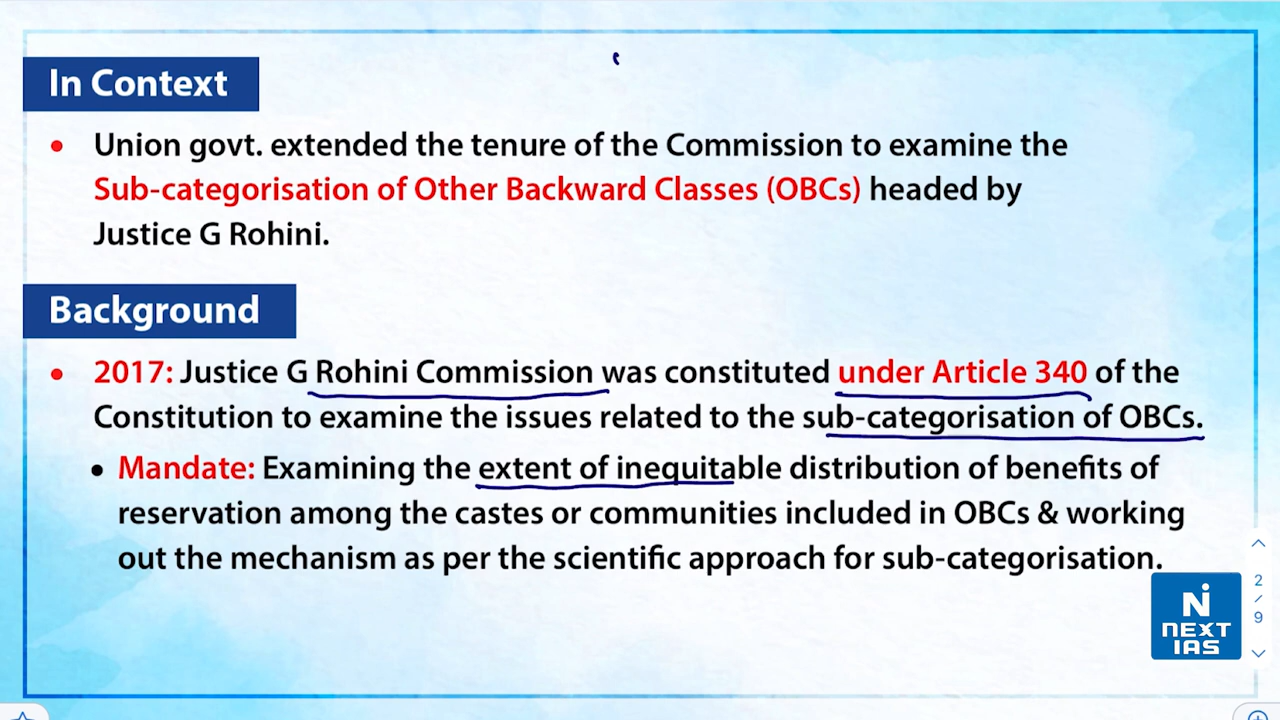 In Context
Union govt. extended the tenure of the Commission to examine the
Sub-categorisation of Other Backward Classes (OBCs) headed by
Justice G Rohini.
Background
2017: Justice G Rohini Commission was constituted under Article 340 of the
Constitution to examine the issues related to the sub-categorisation of OBCs.
Mandate: Examining the extent of inequitable distribution of benefits of
reservation among the castes or communities included in OBCs & working
out the mechanism as per the scientific approach for sub-categorisation.
2
/
9
N
NEXT
IAS